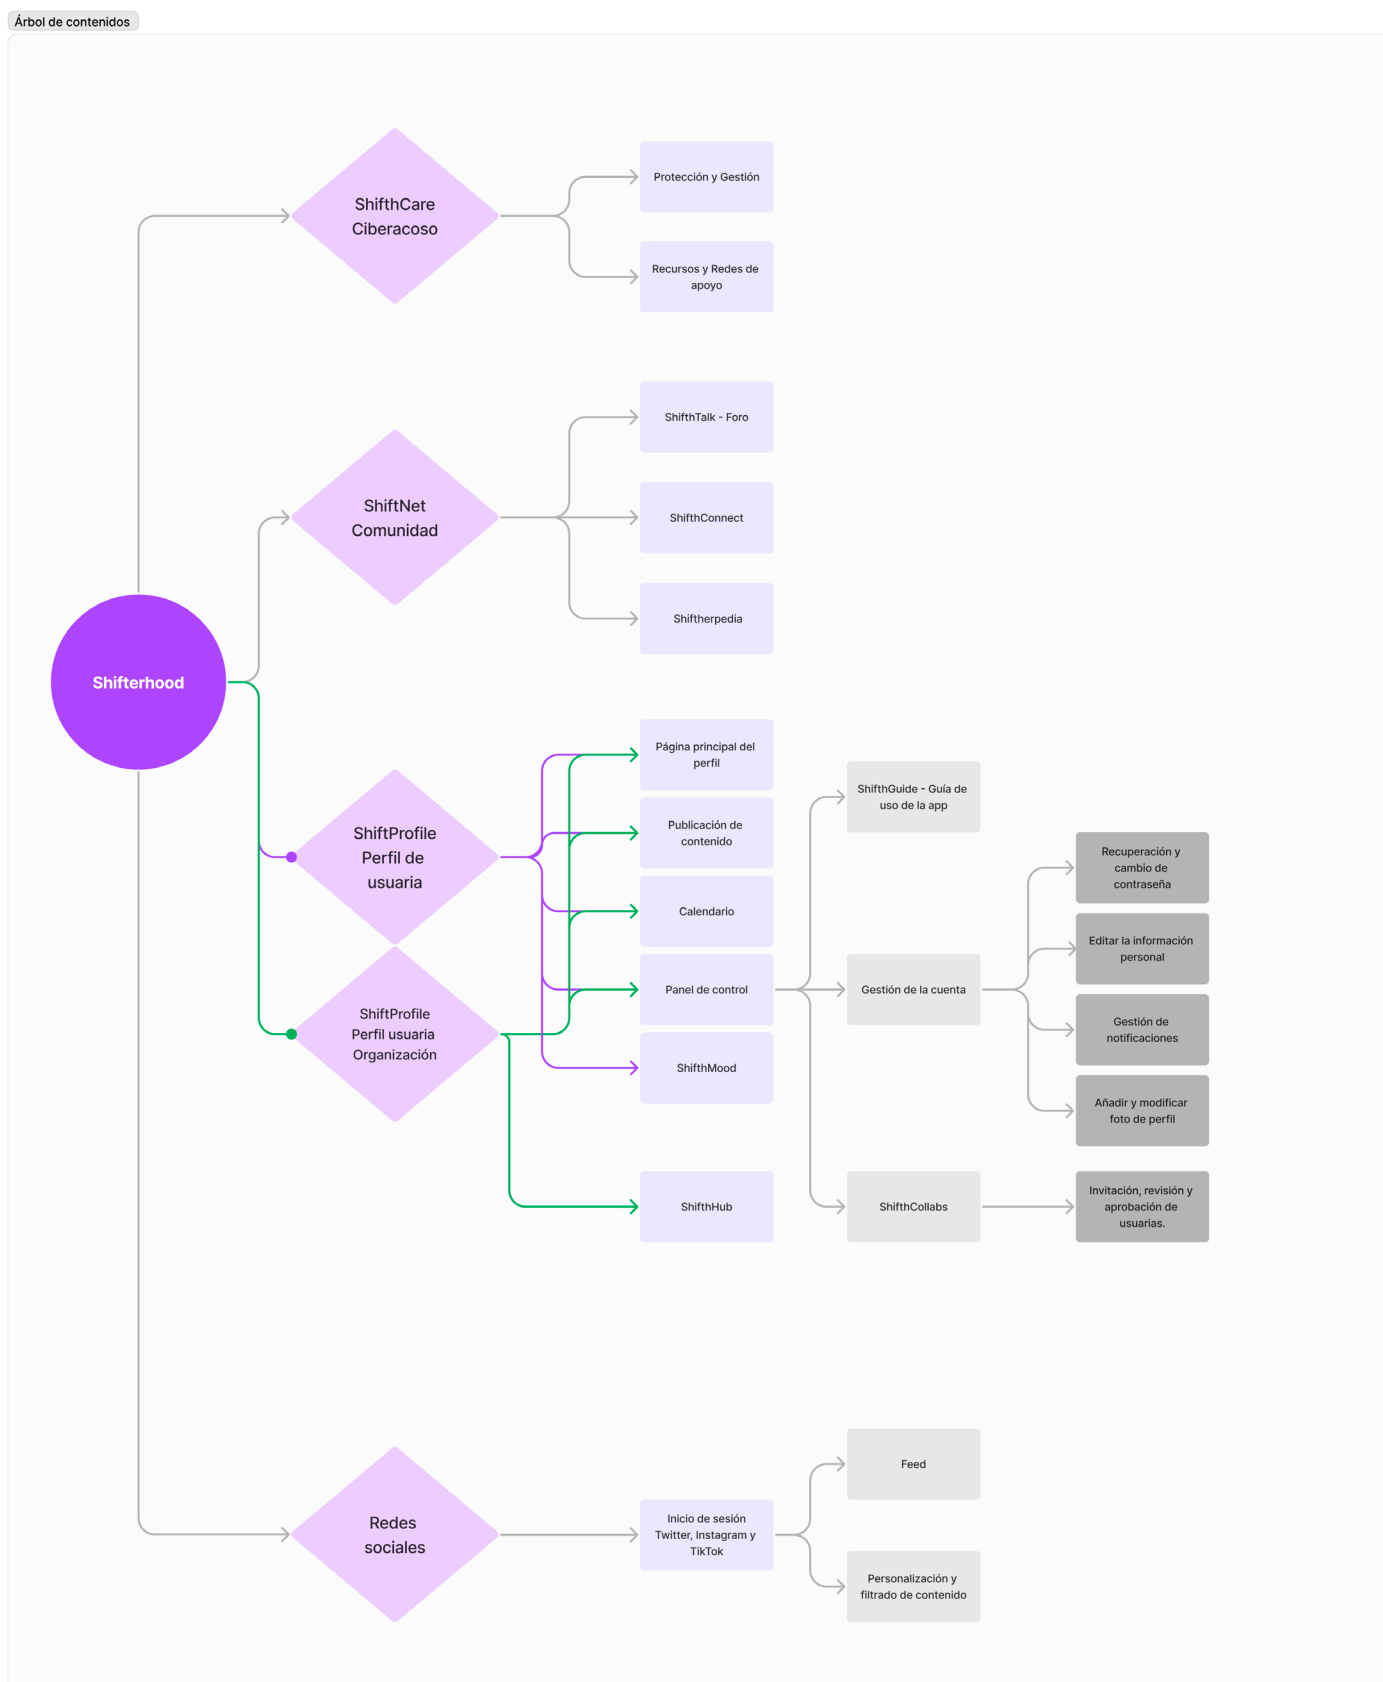 Árbol de contenidos
ShifthCare
Ciberacoso
Protección y Gestión
Recursos y Redes de
apoyo
ShiftNet
Comunidad
ShifthTalk - Foro
ShifthConnect
Shiftherpedia
Shifterhood
ShiftProfile
Perfil de
usuaria
ShiftProfile
Perfil usuaria
Organización
Página principal del
perfil
Publicación de
contenido
Calendario
Panel de control
ShifthMood
ShifthHub
ShifthGuide - Guía de
uso de la app
Gestión de la cuenta
ShifthCollabs
Recuperación y
cambio de
contraseña
Editar la información
personal
Gestión de
notificaciones
Añadir y modificar
foto de perfil
Invitación, revisión y
aprobación de
usuarias.
Redes
sociales
Inicio de sesión
Twitter, Instagram y
TikTok
Feed
Personalización y
filtrado de contenido